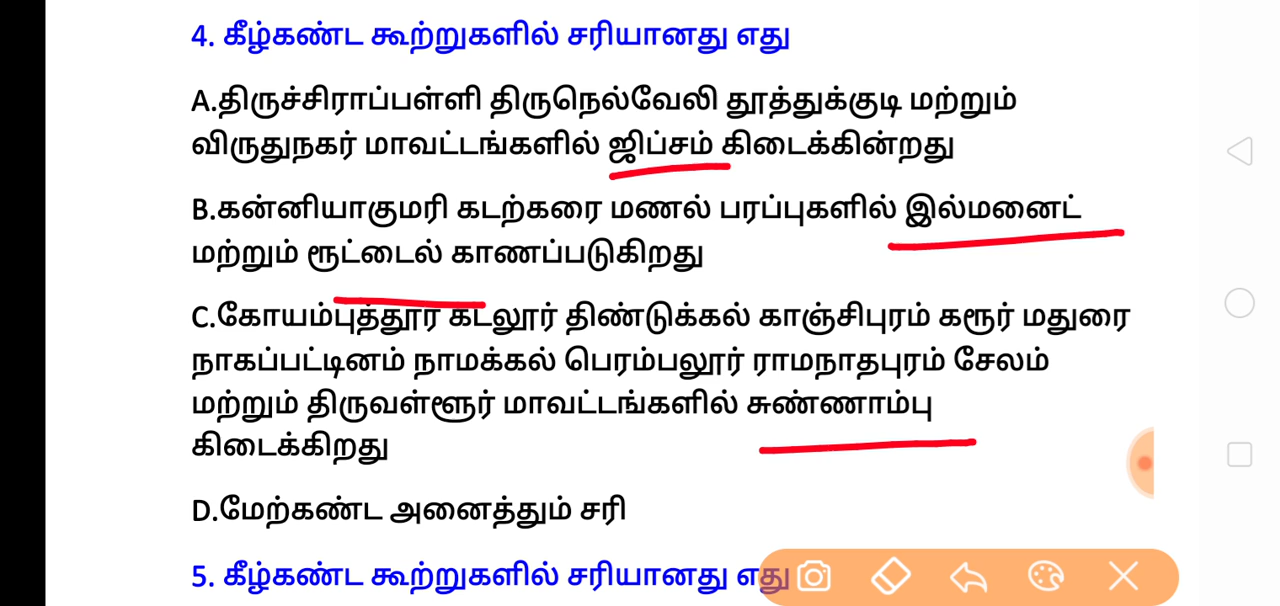 4. கீழ்கண்ட கூற்றுகளில் சரியானது எது
A.திருச்சிராப்பள்ளி திருநெல்வேலி தூத்துக்குடி மற்றும்
விருதுநகர் மாவட்டங்களில் ஜிப்சம் கிடைக்கின்றது
B.கன்னியாகுமரி கடற்கரை மணல் பரப்புகளில் இல்மனைட்
மற்றும் ரூட்டைல் காணப்படுகிறது
C.கோயம்புத்தூர் கடலூர் திண்டுக்கல் காஞ்சிபுரம் கரூர் மதுரை
நாகப்பட்டினம் நாமக்கல் பெரம்பலூர் ராமநாதபுரம் சேலம்
மற்றும் திருவள்ளூர் மாவட்டங்களில் சுண்ணாம்பு
கிடைக்கிறது
D.மேற்கண்ட அனைத்தும் சரி
5. கீழ்கண்ட கூற்றுகளில் சரியானது எது